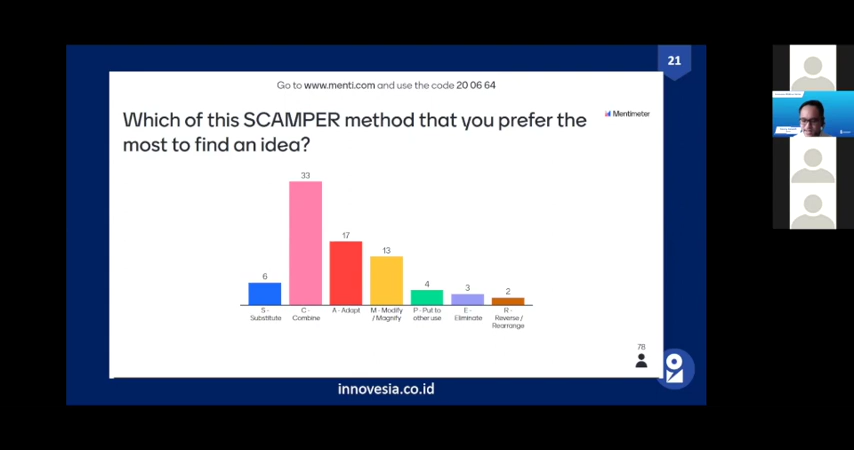 21
Go to www.menti.com and use the code 20 06 64
Which of this SCAMPER method that you prefer the
most to find an idea?
Mentimeter
33
17
13
6
4
3
2
S -
Substitute
C -
Combine
A - Adapt
M - Modify
/ Magnify
P - Put to
other use
E -
Eliminate
R -
Reverse /
Rearrange
78
innovesia.co.id